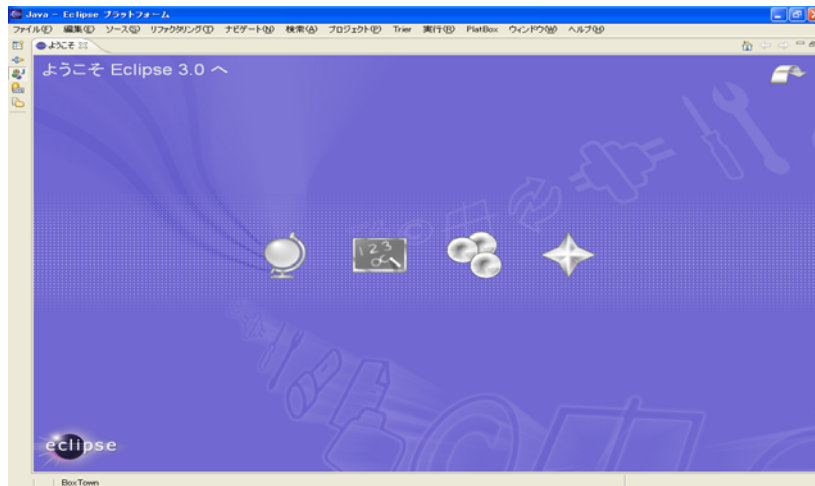 Java - Eclipse プラットフォーム
ファイル(F) 編集(E) ソース(S) リファクタリング(T) ナビゲート(N) 検索(A) プロジェクト(P) Trier 実行(R) PlatBox ウィンドウ(W) ヘルプ(H)
ようこそ
ようこそ Eclipse 3.0 へ
1 2 3
eclipse
BoxTown